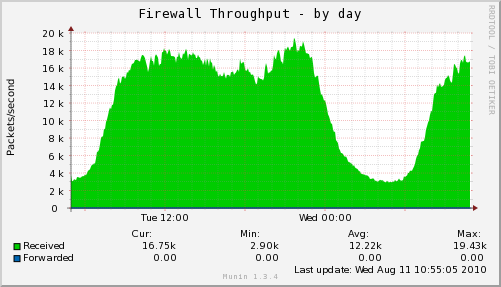 Firewall Throughput - by day
RRDTOOL / TOBI OETIKER
Packets/second
20 k
18 k
16 k
14 k
12 k
10 k
8 k
6 k
4 k
2 k
0
Tue 12:00 Wed 00:00
Cur: Min: Avg: Max:
Received 16.75k 2.90k 12.22k 19.43k
Forwarded 0.00 0.00 0.00 0.00
Last update: Wed Aug 11 10:55:05 2010
Munin 1.3.4